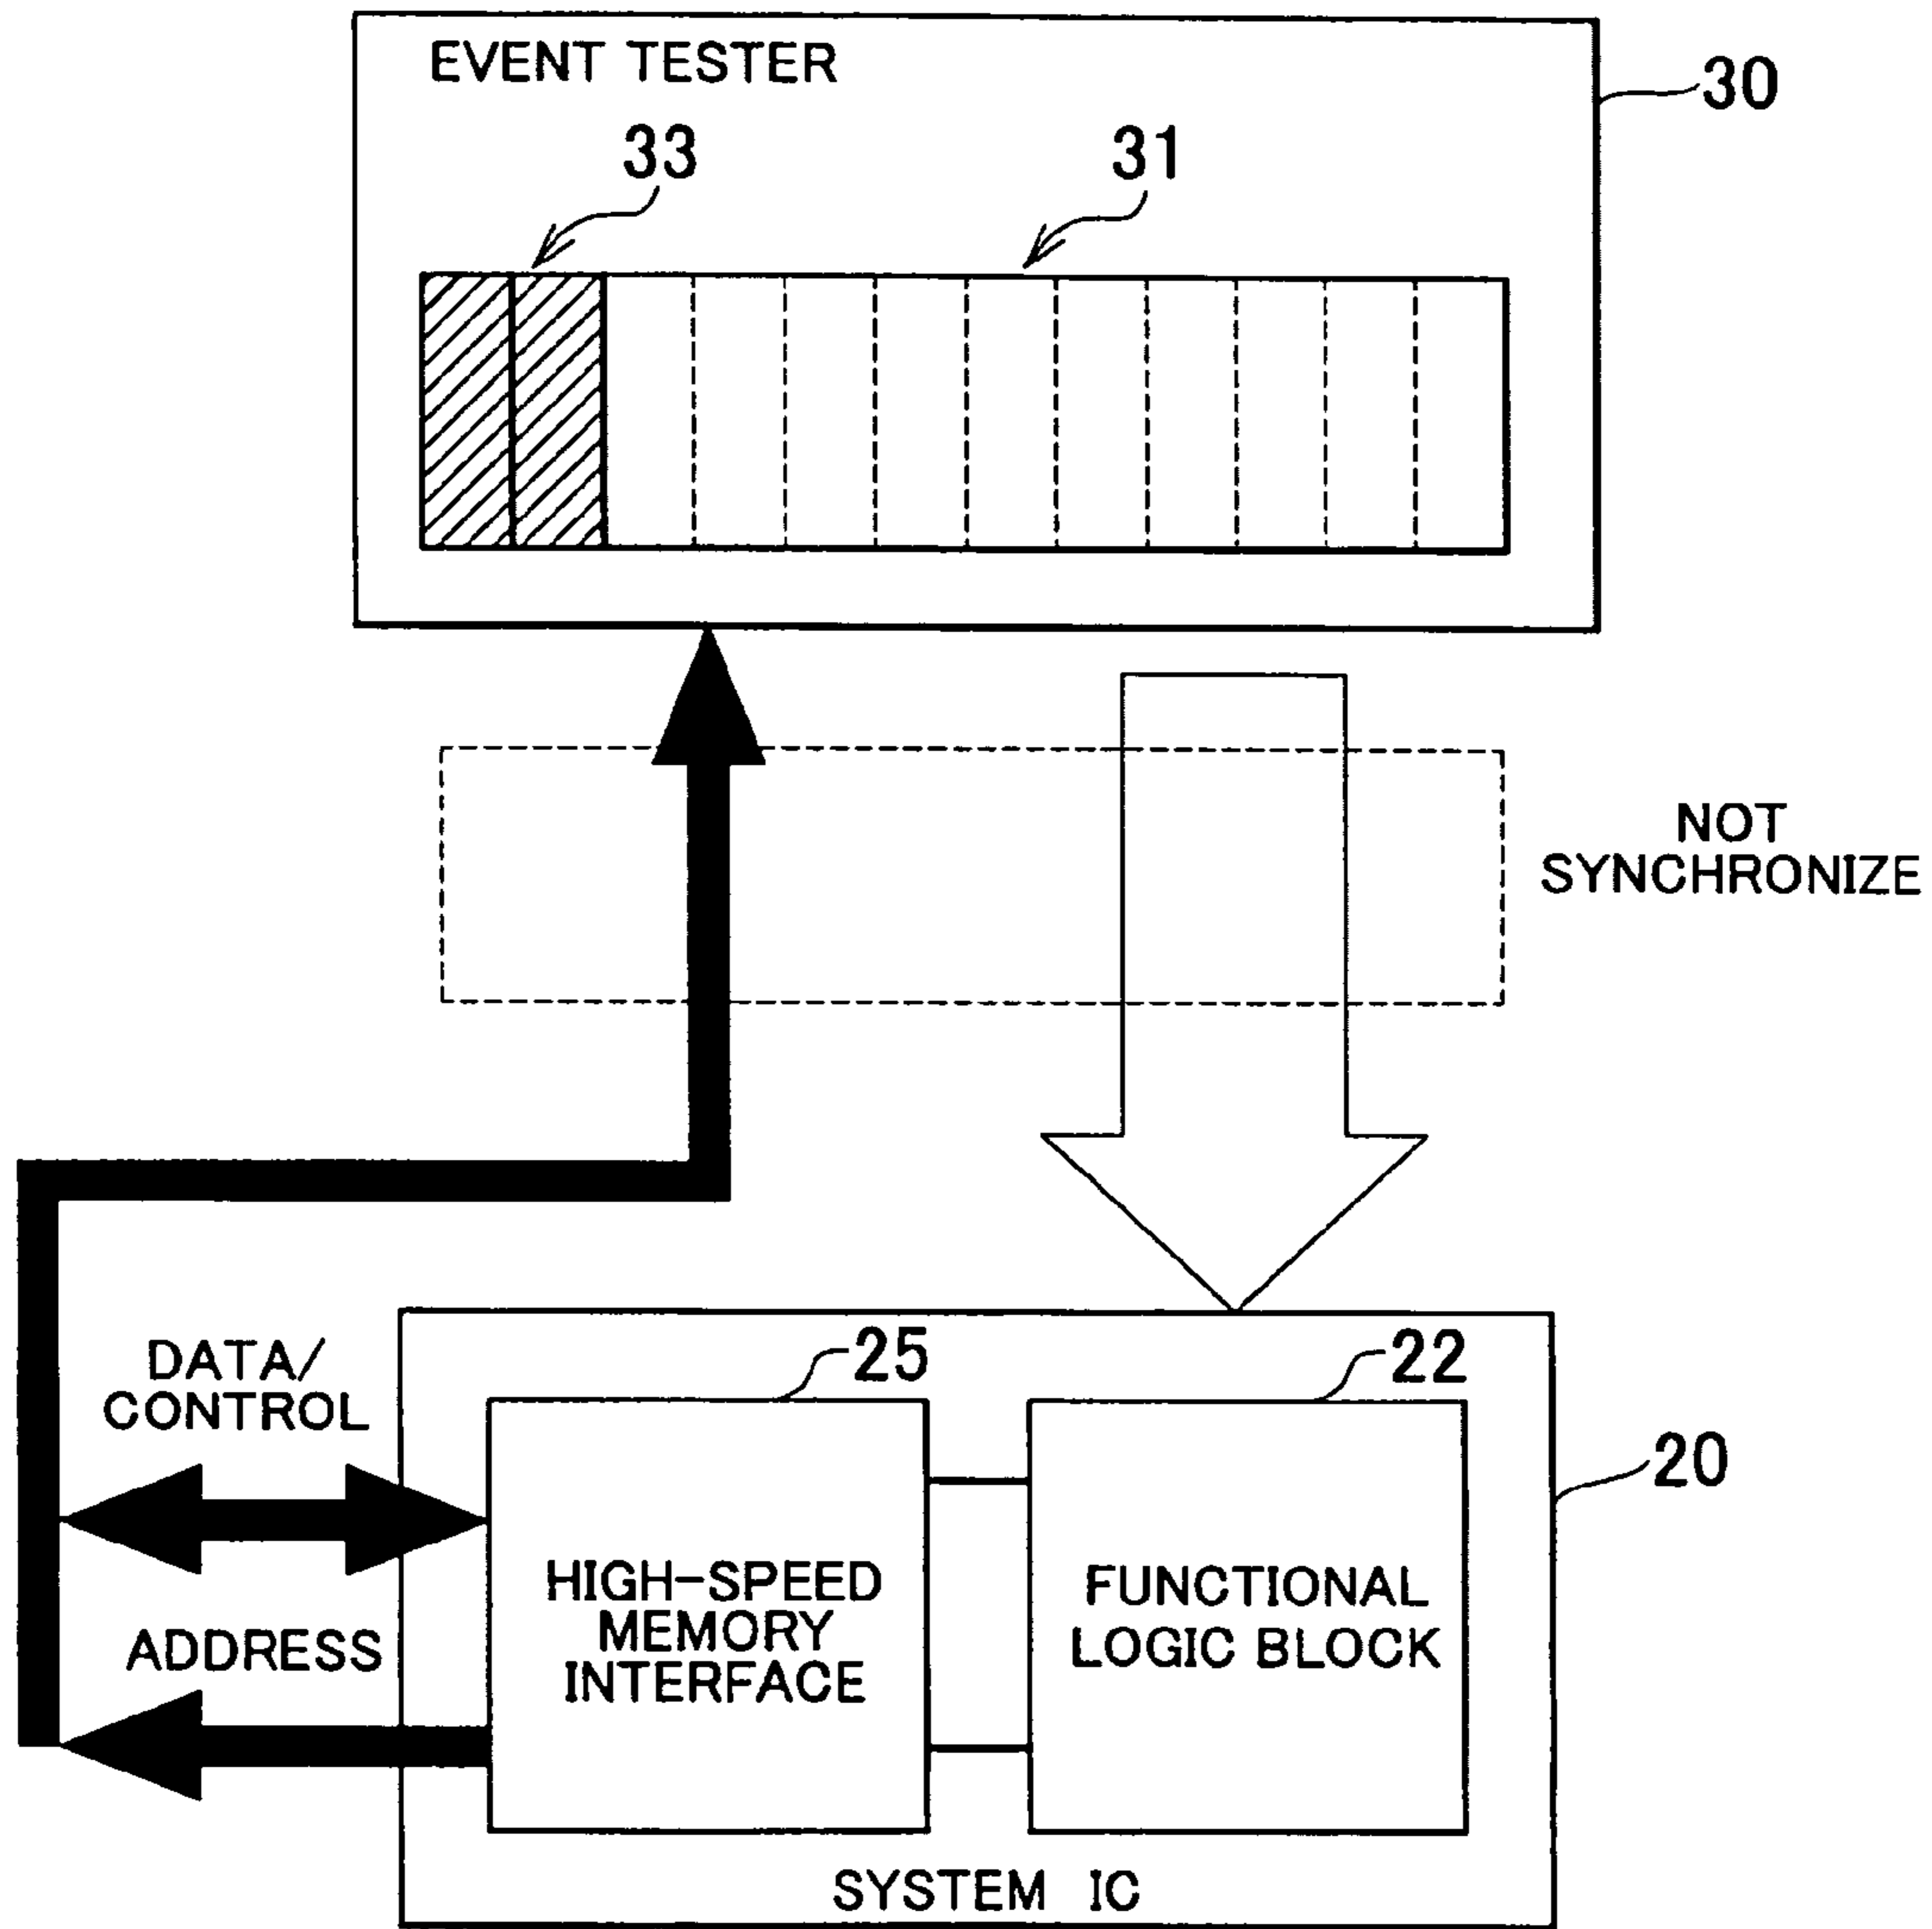 EVENT TESTER
30
33
31
NOT
SYNCHRONIZE
25
22
DATA/
CONTROL
20
HIGH-SPEED
MEMORY
INTERFACE
FUNCTIONAL
LOGIC BLOCK
ADDRESS
SYSTEM IC